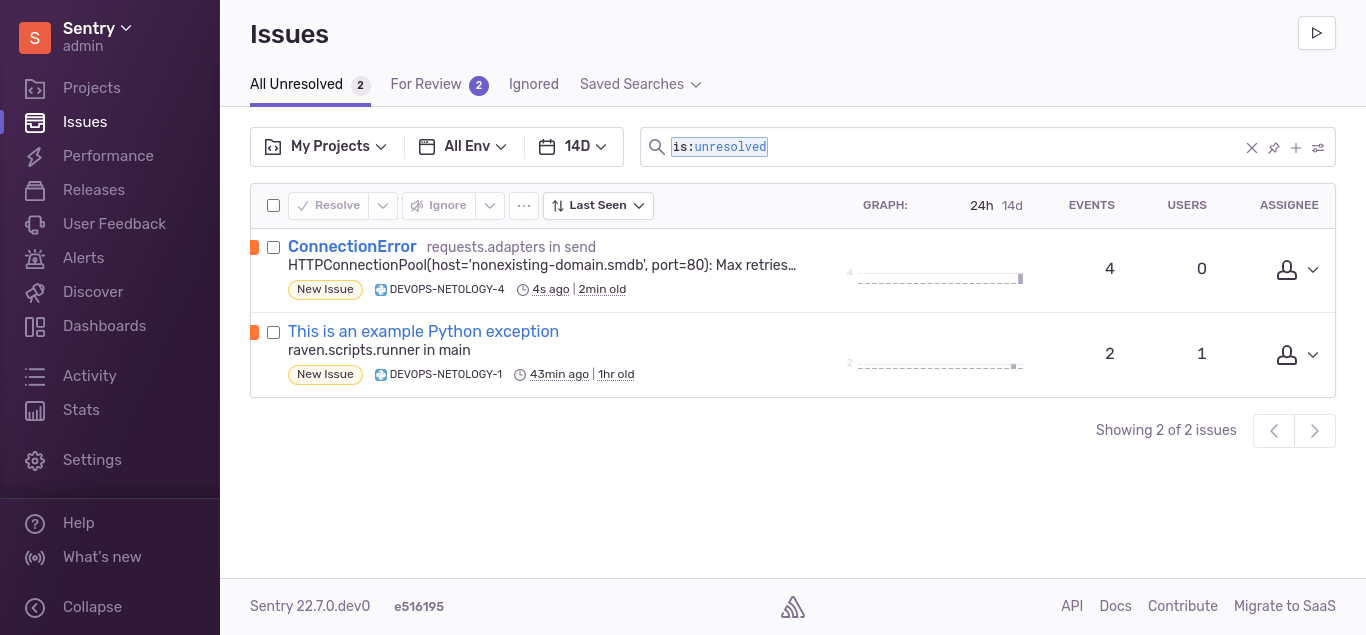 S
Sentry
admin
Projects
Issues
Performance
Releases
User Feedback
Alerts
Discover
Dashboards
Activity
Stats
Settings
Help
What's new
Collapse
Issues
All Unresolved 2 For Review 2 Ignored Saved Searches
My Projects All Env 14D is:unresolved
Resolve Ignore ... Last Seen GRAPH: 24h 14d EVENTS USERS ASSIGNEE
ConnectionError requests.adapters in send
HTTPConnectionPool(host='nonexisting-domain.smdb', port=80): Max retries...
4 4 0
New Issue DEVOPS-NETOLOGY-4 4s ago | 2min old
This is an example Python exception
raven.scripts.runner in main
2 2 1
New Issue DEVOPS-NETOLOGY-1 43min ago | 1hr old
Showing 2 of 2 issues
Sentry 22.7.0.dev0 e516195 API Docs Contribute Migrate to SaaS